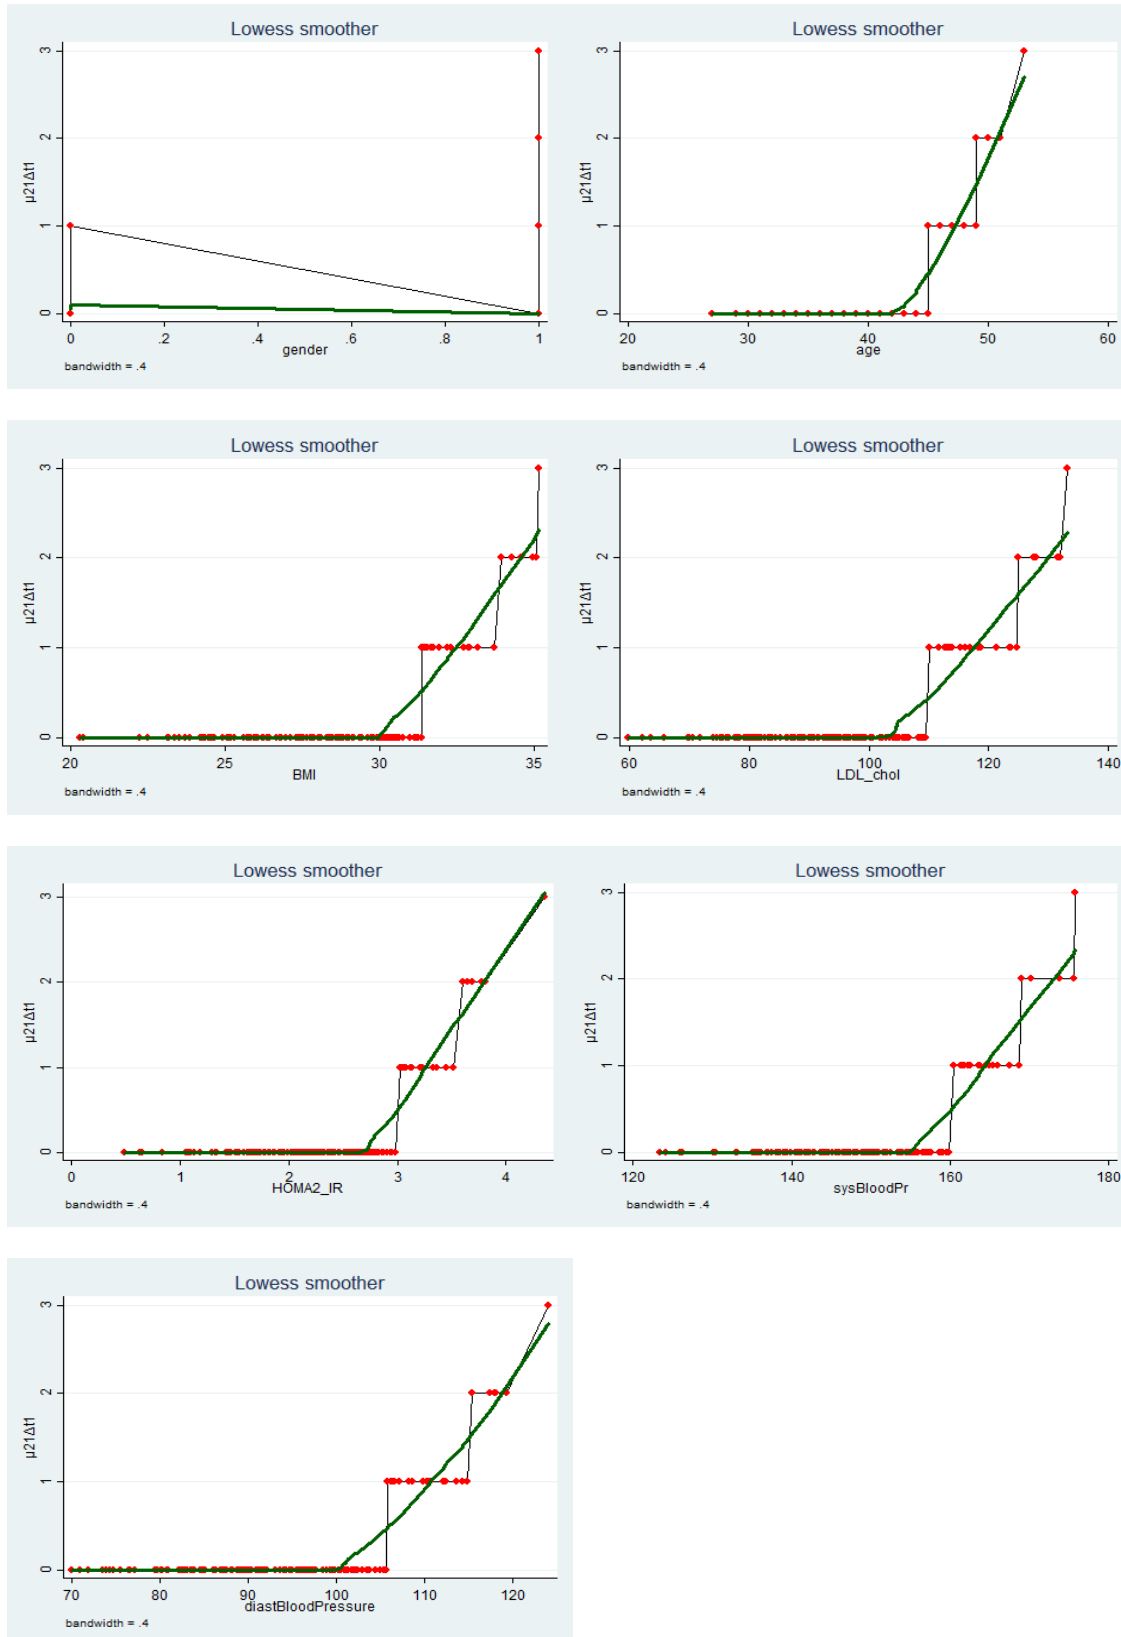 Lowess smoother
3
2
1
0
μ21Δt1
0
.2
.4
.6
.8
1
gender
bandwidth = .4
Lowess smoother
3
2
1
0
μ21Δt1
20
30
40
50
60
age
bandwidth = .4
Lowess smoother
3
2
1
0
μ21Δt1
20
25
30
35
BMI
bandwidth = .4
Lowess smoother
3
2
1
0
μ21Δt1
60
80
100
120
140
LDL_chol
bandwidth = .4
Lowess smoother
3
2
1
0
μ21Δt1
0
1
2
3
4
HOMA2_IR
bandwidth = .4
Lowess smoother
3
2
1
0
μ21Δt1
120
140
160
180
sysBloodPr
bandwidth = .4
Lowess smoother
3
2
1
0
μ21Δt1
70
80
90
100
110
120
diastBloodPressure
bandwidth = .4